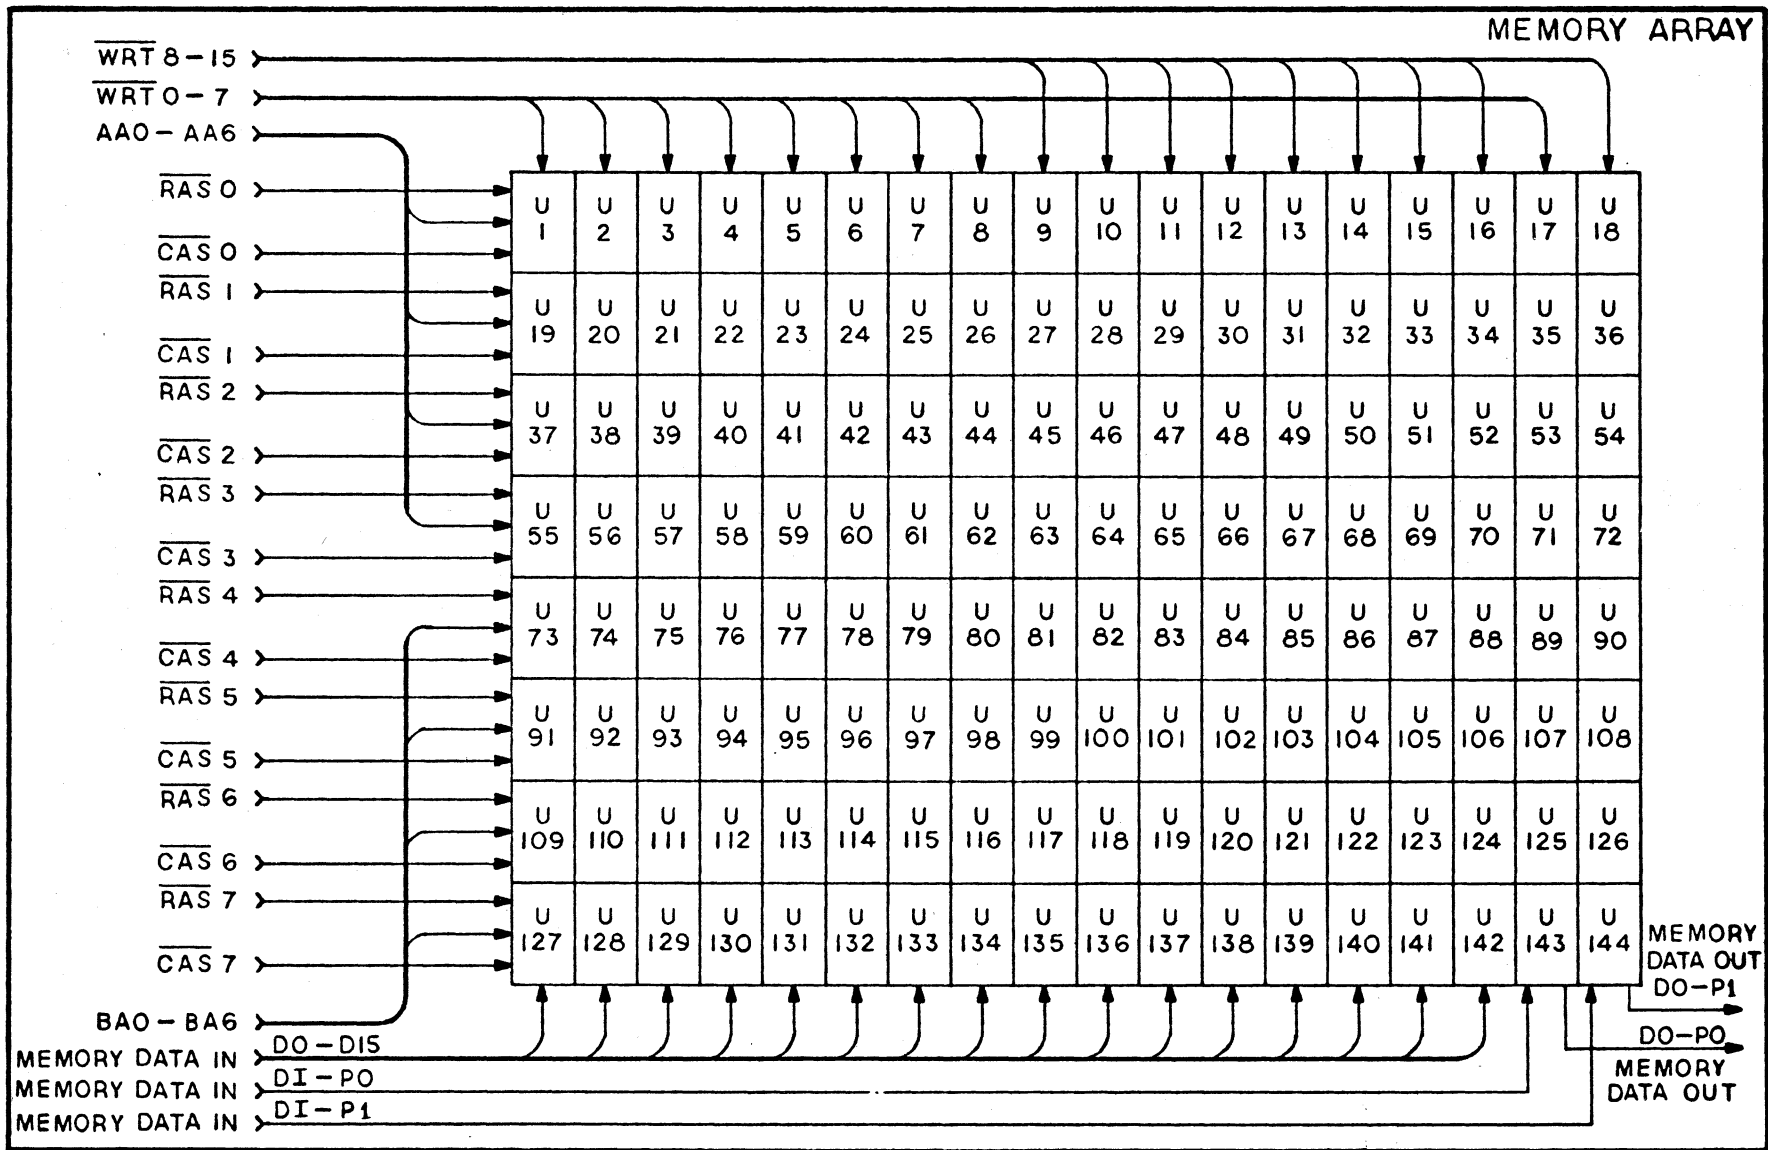 MEMORY ARRAY
WRT 8-15
WRT 0-7
AA0-AA6
RAS 0
CAS 0
RAS 1
CAS 1
RAS 2
CAS 2
RAS 3
CAS 3
RAS 4
CAS 4
RAS 5
CAS 5
RAS 6
CAS 6
RAS 7
CAS 7
BA0-BA6
MEMORY DATA IN D0-D15
MEMORY DATA IN DI-P0
MEMORY DATA IN DI-P1
U U U U U U U U U U U U U U U U U U
1 2 3 4 5 6 7 8 9 10 11 12 13 14 15 16 17 18
U U U U U U U U U U U U U U U U U U
19 20 21 22 23 24 25 26 27 28 29 30 31 32 33 34 35 36
U U U U U U U U U U U U U U U U U U
37 38 39 40 41 42 43 44 45 46 47 48 49 50 51 52 53 54
U U U U U U U U U U U U U U U U U U
55 56 57 58 59 60 61 62 63 64 65 66 67 68 69 70 71 72
U U U U U U U U U U U U U U U U U U
73 74 75 76 77 78 79 80 81 82 83 84 85 86 87 88 89 90
U U U U U U U U U U U U U U U U U U
91 92 93 94 95 96 97 98 99 100 101 102 103 104 105 106 107 108
U U U U U U U U U U U U U U U U U U
109 110 111 112 113 114 115 116 117 118 119 120 121 122 123 124 125 126
U U U U U U U U U U U U U U U U U U
127 128 129 130 131 132 133 134 135 136 137 138 139 140 141 142 143 144
MEMORY
DATA OUT
DO-P1
DO-P0
MEMORY
DATA OUT